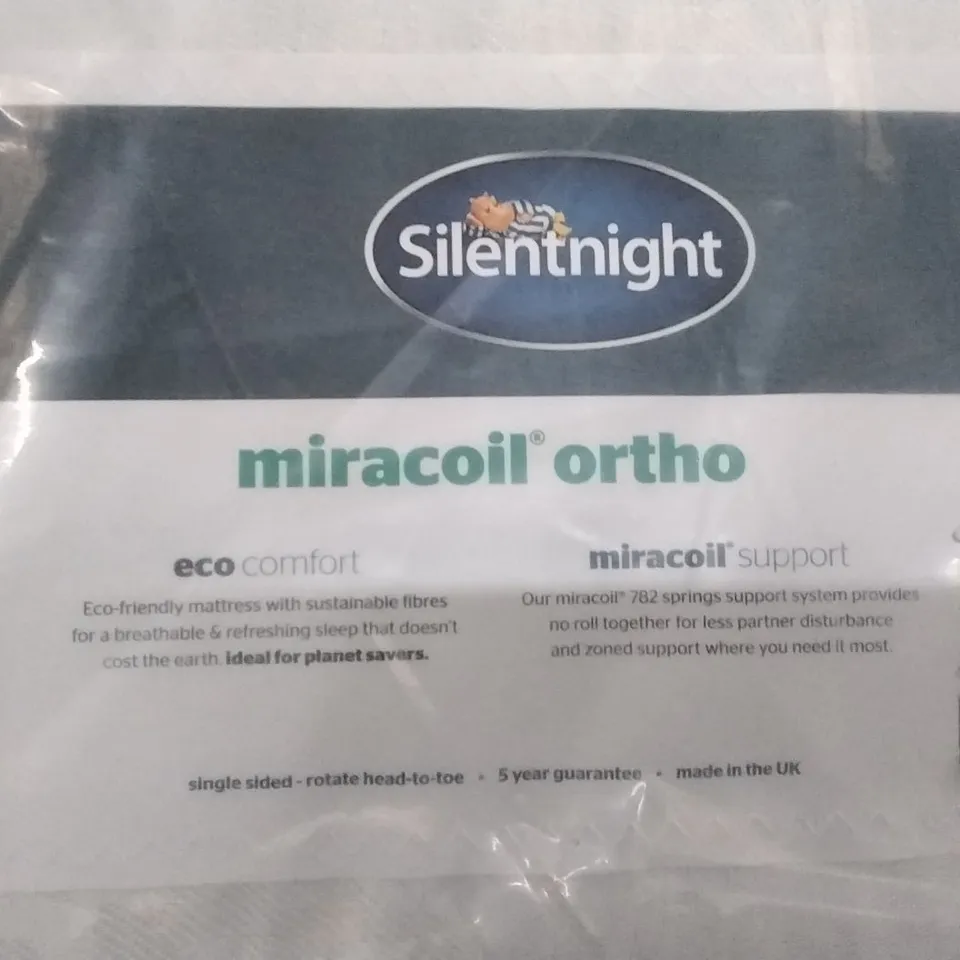 Silentnight
miracoil® ortho
eco comfort
Eco-friendly mattress with sustainable fibres
for a breathable & refreshing sleep that doesn't
cost the earth. ideal for planet savers.
miracoil® support
Our miracoil® 782 springs support system provides
no roll together for less partner disturbance
and zoned support where you need it most.
single sided - rotate head-to-toe • 5 year guarantee • made in the UK